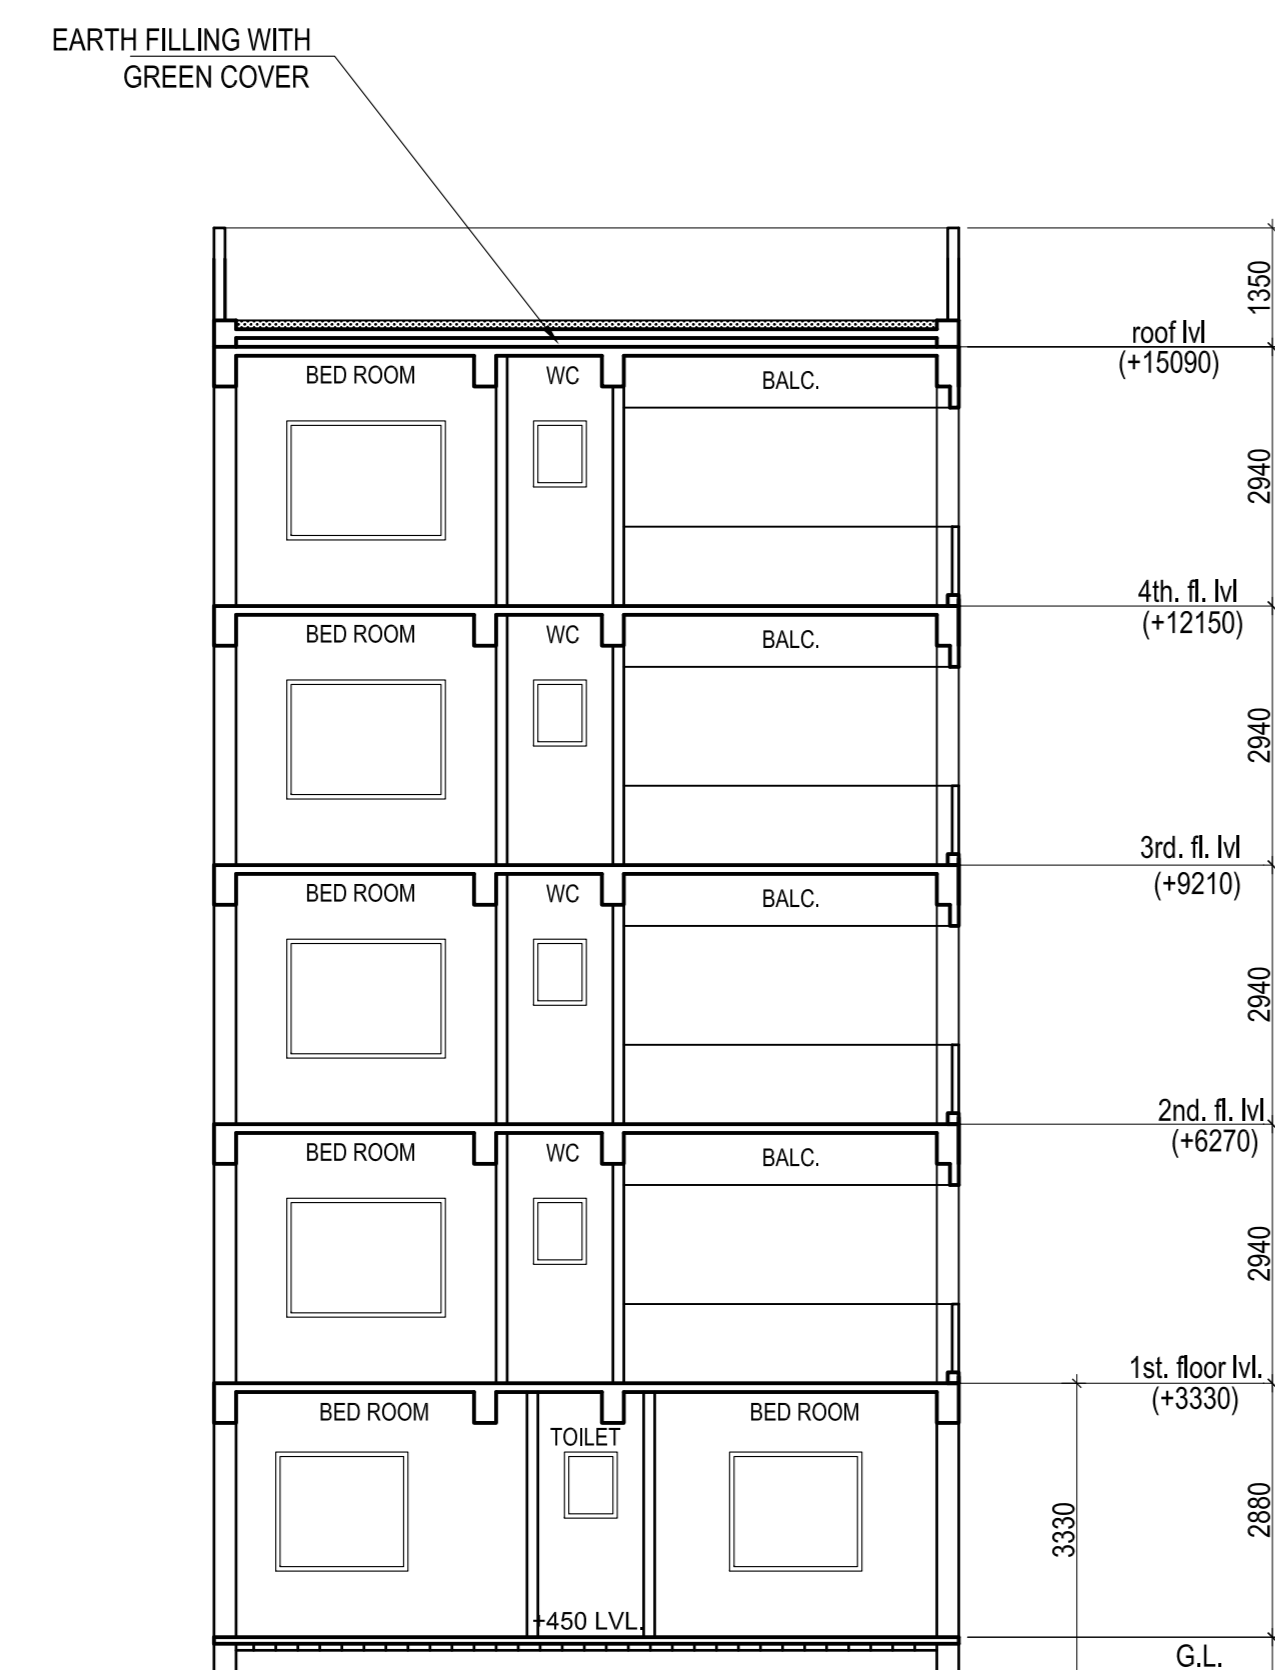 EARTH FILLING WITH
GREEN COVER
1350
roof lvl
(+15090)
BED ROOM
WC
BALC.
2940
4th. fl. lvl
(+12150)
BED ROOM
WC
BALC.
2940
3rd. fl. lvl
(+9210)
BED ROOM
WC
BALC.
2940
2nd. fl. lvl
(+6270)
BED ROOM
WC
BALC.
2940
1st. floor lvl.
(+3330)
BED ROOM
TOILET
BED ROOM
3330
2880
+450 LVL.
G.L.